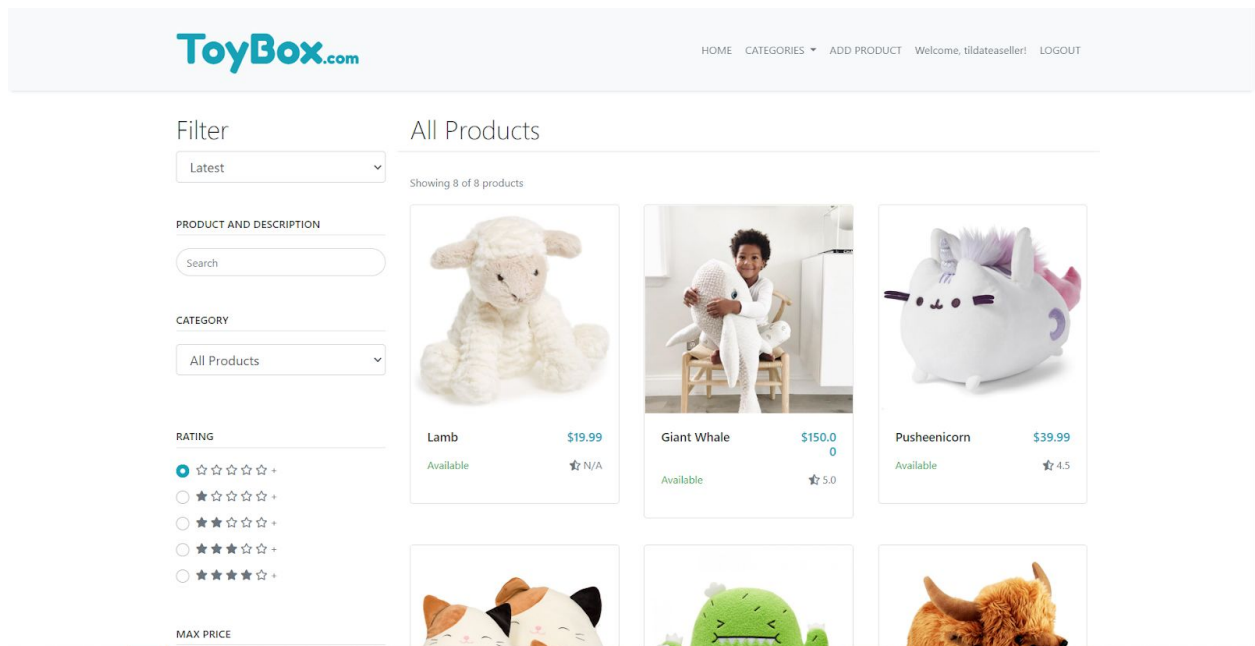 ToyBox.com
HOME CATEGORIES ADD PRODUCT Welcome, tildateaseller! LOGOUT
Filter
Latest
PRODUCT AND DESCRIPTION
Search
CATEGORY
All Products
RATING
+
+
+
+
+
MAX PRICE
All Products
Showing 8 of 8 products
Lamb $19.99
Available N/A
Giant Whale $150.0
0
Available 5.0
Pusheenicorn $39.99
Available 4.5